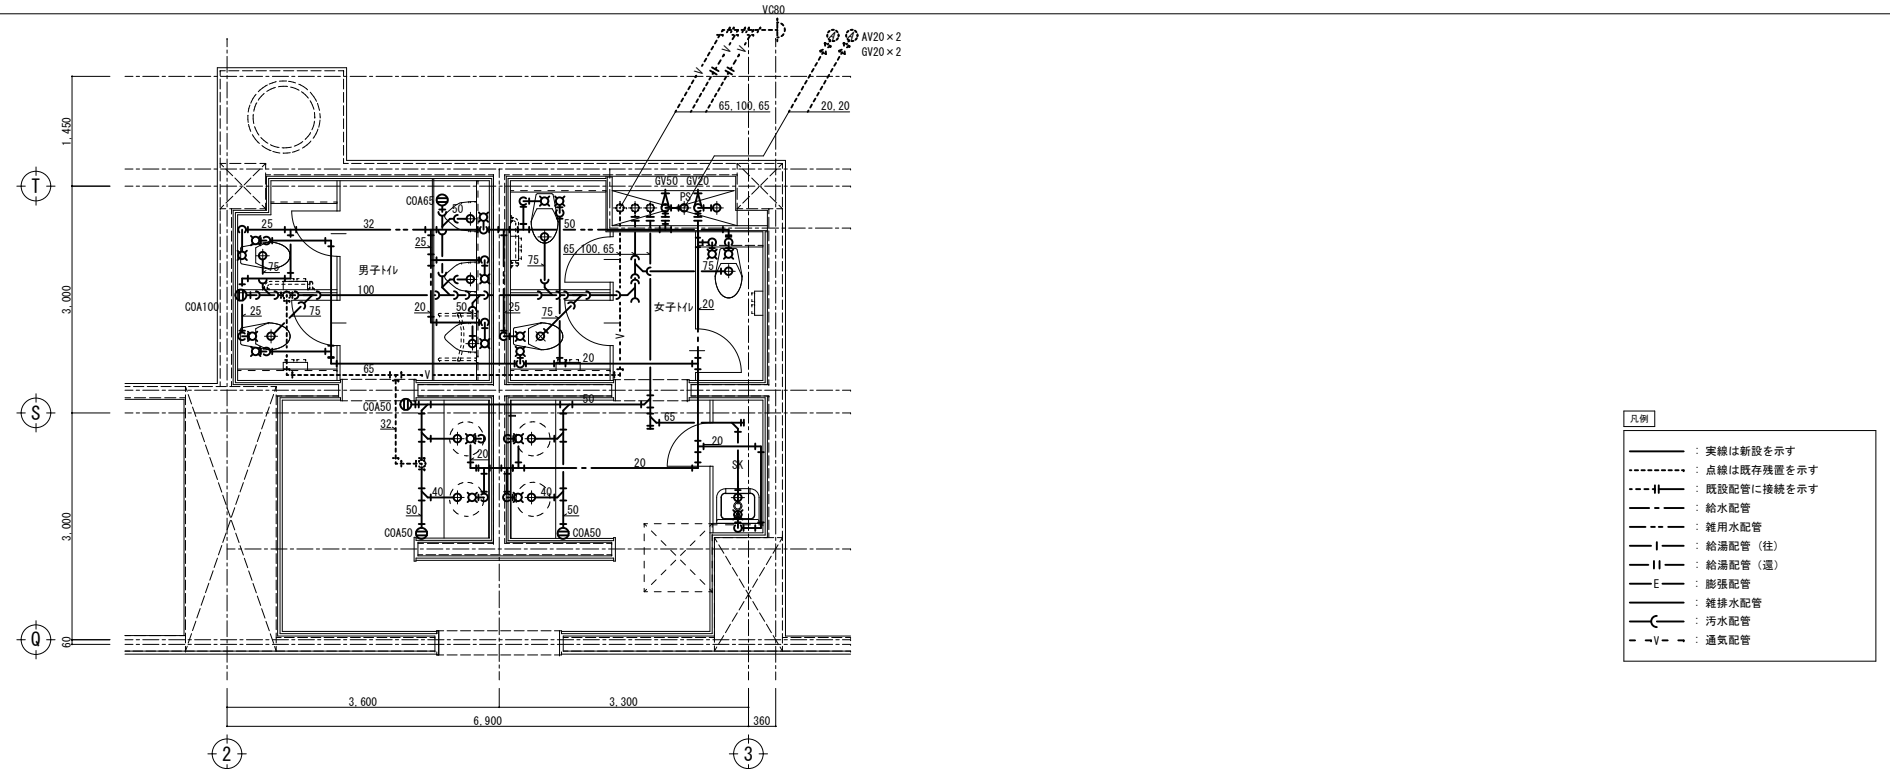 VC80
AV20×2
GV20×2
65,100,65
20,20
1,450
T
GV50 GV20
PS
COA65
50
25
32
50
25
65,100,65
75
75
75
男子トイレ
100
3,000
女子トイレ
20
COA100
25
75
20
50
25
75
V
20
65
V
COA50
50
S
32
65
20
20
20
SK
40
40
50
50
COA50
COA50
3,000
Q
60
3,600
3,300
6,900
360
2
3
凡例
：実線は新設を示す
：点線は既存残置を示す
：既設配管に接続を示す
：給水配管
：雑用水配管
：給湯配管（往）
：給湯配管（還）
E ：膨張配管
：雑排水配管
：汚水配管
V ：通気配管